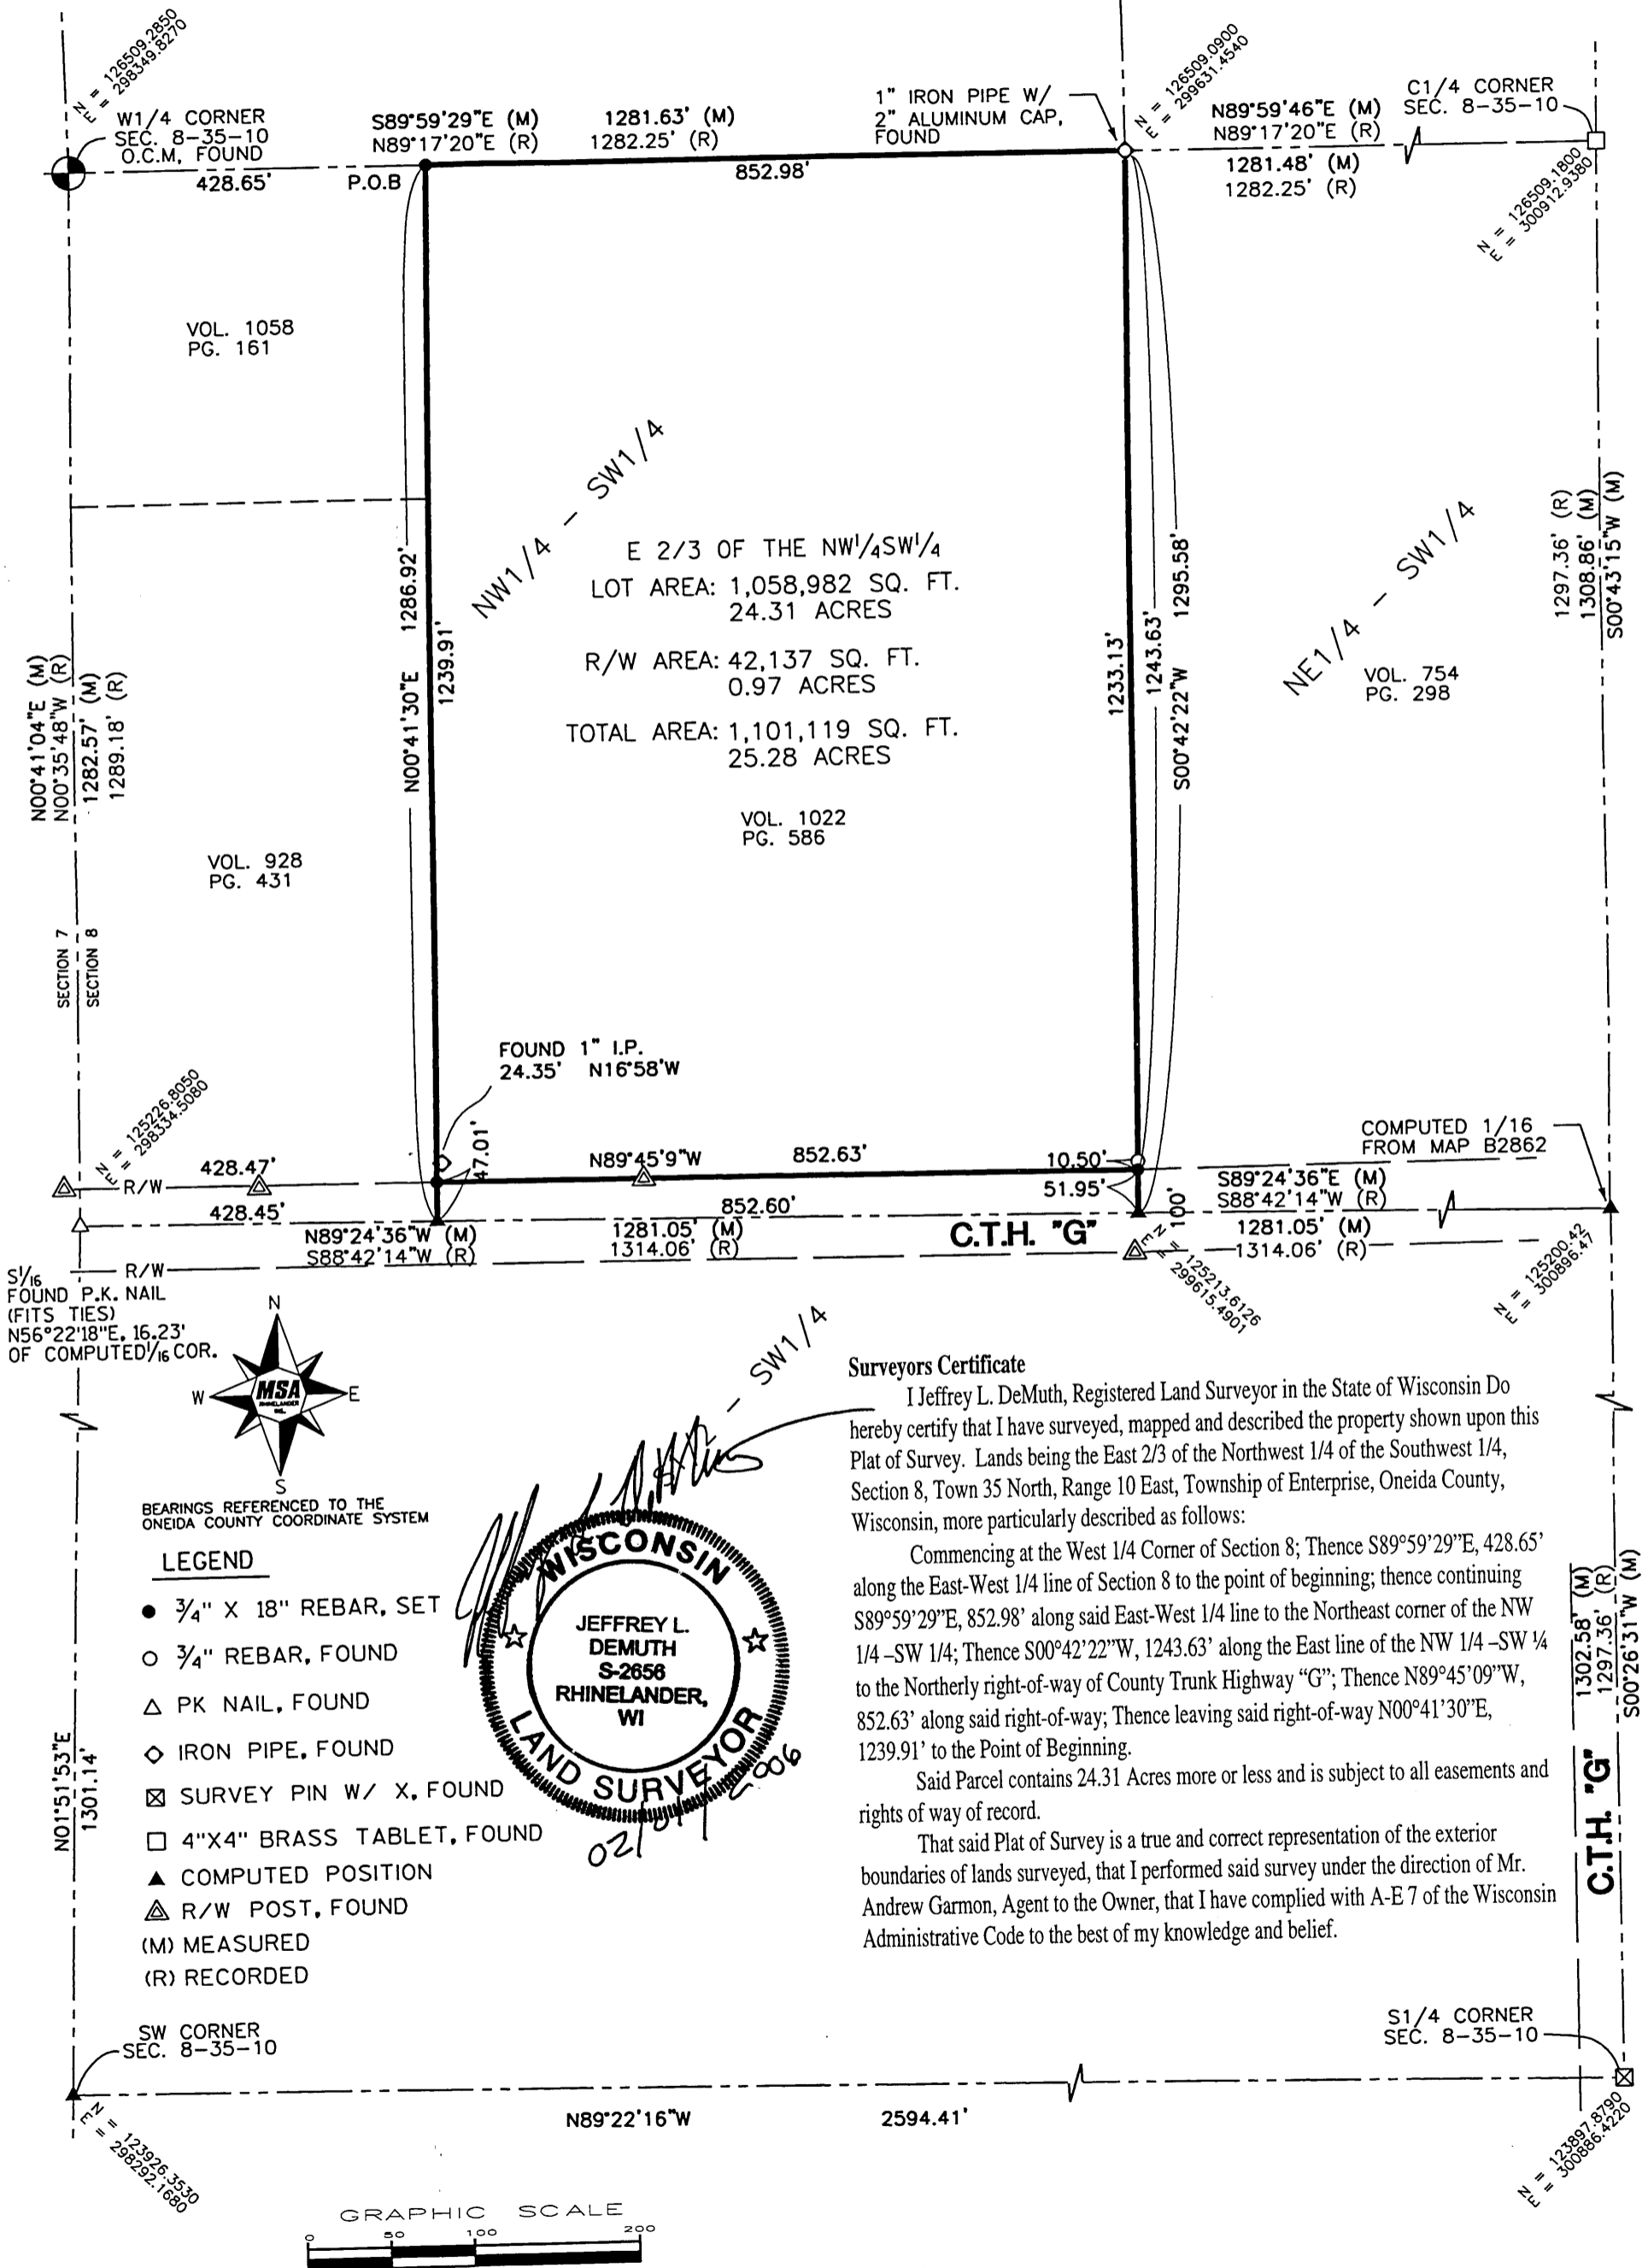 N = 126509.2850
E = 298349.8270
W1/4 CORNER
SEC. 8-35-10
O.C.M, FOUND
428.65'
P.O.B
S89°59'29"E (M)
N89°17'20"E (R)
1281.63' (M)
1282.25' (R)
852.98'
1" IRON PIPE W/
2" ALUMINUM CAP,
FOUND
N = 126509.0900
E = 299631.4540
N89°59'46"E (M)
N89°17'20"E (R)
1281.48' (M)
1282.25' (R)
C1/4 CORNER
SEC. 8-35-10
N = 126509.1800
E = 300912.9380
VOL. 1058
PG. 161
NW1/4 - SW1/4
E 2/3 OF THE NW1/4SW1/4
LOT AREA: 1,058,982 SQ. FT.
24.31 ACRES
R/W AREA: 42,137 SQ. FT.
0.97 ACRES
TOTAL AREA: 1,101,119 SQ. FT.
25.28 ACRES
VOL. 1022
PG. 586
N00°41'30"E 1286.92'
1239.91'
1233.13'
1243.63'
S00°42'22"W 1295.58'
NE1/4 - SW1/4
VOL. 754
PG. 298
1297.36' (R)
1308.86' (M)
S00°43'15"W (M)
N00°41'04"E (M)
N00°35'48"W (R)
1282.57' (M)
1289.18' (R)
VOL. 928
PG. 431
SECTION 7
SECTION 8
FOUND 1" I.P.
24.35' N16°58'W
N = 125226.8050
E = 298334.5080
428.47'
R/W
428.45'
47.01'
N89°45'9"W
852.63'
10.50'
51.95'
852.60'
100'
COMPUTED 1/16
FROM MAP B2862
S89°24'36"E (M)
S88°42'14"W (R)
1281.05' (M)
1314.06' (R)
N89°24'36"W (M)
S88°42'14"W (R)
1281.05' (M)
1314.06' (R)
C.T.H. "G"
R/W
N = 125213.6126
E = 299615.4901
N = 125200.42
E = 300896.47
S1/16
FOUND P.K. NAIL
(FITS TIES)
N56°22'18"E, 16.23'
OF COMPUTED 1/16 COR.
N
W
E
S
MSA
RHINELANDER
INC.
BEARINGS REFERENCED TO THE
ONEIDA COUNTY COORDINATE SYSTEM
LEGEND
3/4" X 18" REBAR, SET
3/4" REBAR, FOUND
PK NAIL, FOUND
IRON PIPE, FOUND
SURVEY PIN W/ X, FOUND
4"X4" BRASS TABLET, FOUND
COMPUTED POSITION
R/W POST, FOUND
(M) MEASURED
(R) RECORDED
- SW1/4
WISCONSIN
JEFFREY L.
DEMUTH
S-2656
RHINELANDER,
WI
LAND SURVEYOR
Surveyors Certificate
I Jeffrey L. DeMuth, Registered Land Surveyor in the State of Wisconsin Do
hereby certify that I have surveyed, mapped and described the property shown upon this
Plat of Survey. Lands being the East 2/3 of the Northwest 1/4 of the Southwest 1/4,
Section 8, Town 35 North, Range 10 East, Township of Enterprise, Oneida County,
Wisconsin, more particularly described as follows:
Commencing at the West 1/4 Corner of Section 8; Thence S89°59'29"E, 428.65'
along the East-West 1/4 line of Section 8 to the point of beginning; thence continuing
S89°59'29"E, 852.98' along said East-West 1/4 line to the Northeast corner of the NW
1/4 –SW 1/4; Thence S00°42'22"W, 1243.63' along the East line of the NW 1/4 –SW ¼
to the Northerly right-of-way of County Trunk Highway "G"; Thence N89°45'09"W,
852.63' along said right-of-way; Thence leaving said right-of-way N00°41'30"E,
1239.91' to the Point of Beginning.
Said Parcel contains 24.31 Acres more or less and is subject to all easements and
rights of way of record.
That said Plat of Survey is a true and correct representation of the exterior
boundaries of lands surveyed, that I performed said survey under the direction of Mr.
Andrew Garmon, Agent to the Owner, that I have complied with A-E 7 of the Wisconsin
Administrative Code to the best of my knowledge and belief.
N01°51'53"E
1301.14'
1302.58' (M)
1297.36' (R)
S00°26'31"W (M)
C.T.H. "G"
SW CORNER
SEC. 8-35-10
S1/4 CORNER
SEC. 8-35-10
N89°22'16"W
2594.41'
N = 123926.3530
E = 298292.1680
N = 123897.8790
E = 300886.4220
GRAPHIC SCALE
0 50 100 200